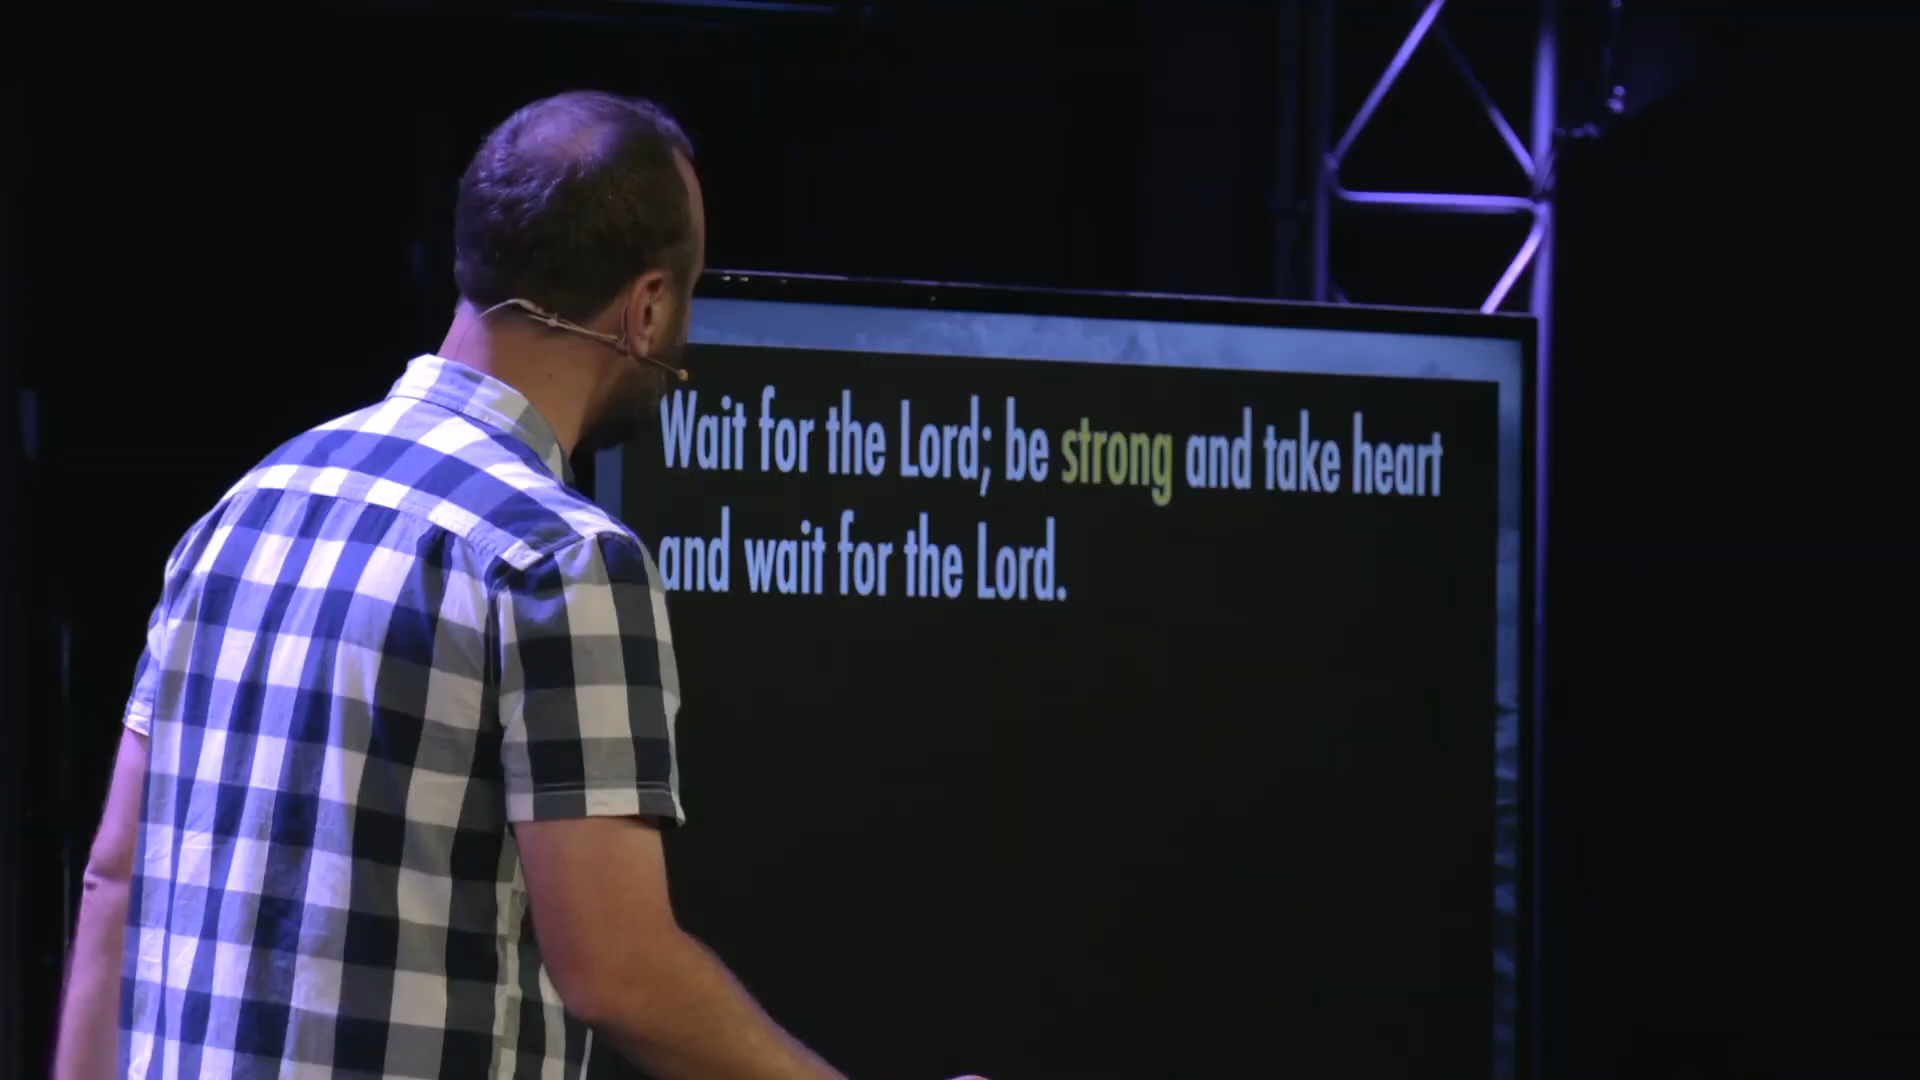 Wait for the Lord; be strong and take heart
and wait for the Lord.